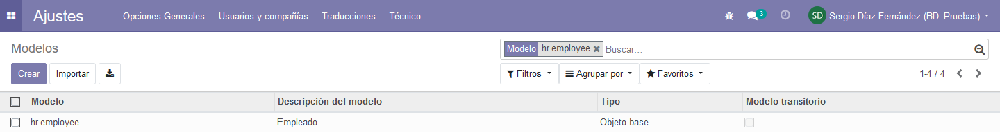 Ajustes Opciones Generales Usuarios y compañías Traducciones Técnico 3 SD Sergio Díaz Fernández (BD_Pruebas)
Modelos Modelo hr.employee Buscar...
Crear Importar Filtros Agrupar por Favoritos 1-4 / 4
Modelo Descripción del modelo Tipo Modelo transitorio
hr.employee Empleado Objeto base